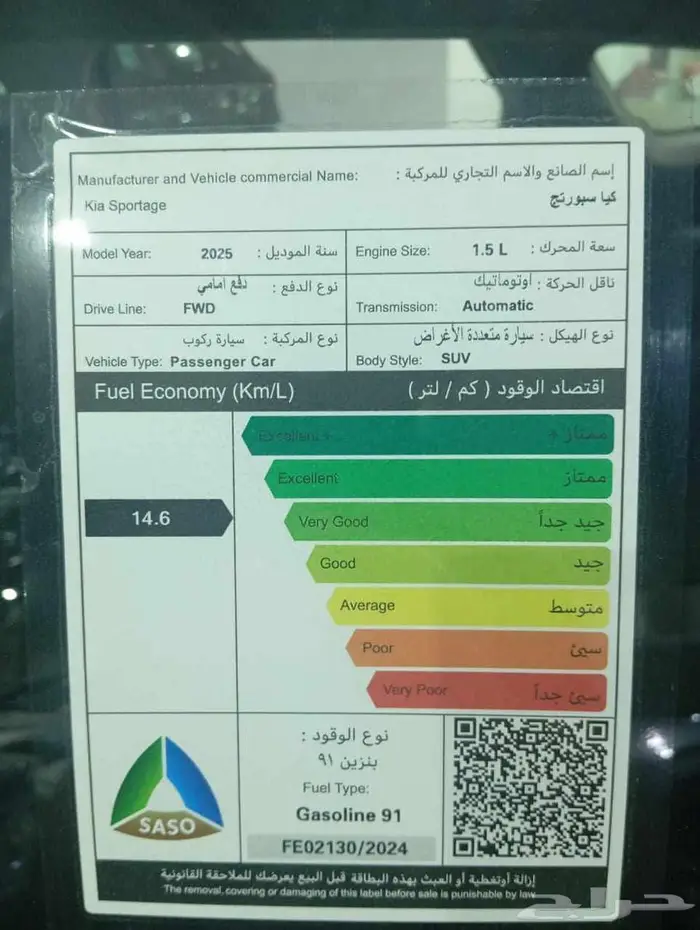 إسم الصانع والاسم التجاري للمركبة :
Manufacturer and Vehicle commercial Name:
كيا سبورتج
Kia Sportage
Model Year: 2025 سنة الموديل :
Engine Size: 1.5 L سعة المحرك :
نوع الدفع : دفع امامي
Drive Line: FWD
ناقل الحركة : اوتوماتيك
Transmission: Automatic
نوع المركبة : سيارة ركوب
Vehicle Type: Passenger Car
نوع الهيكل : سيارة متعددة الأغراض
Body Style: SUV
Fuel Economy (Km/L) اقتصاد الوقود ( كم / لتر )
Excellent + ممتاز +
Excellent ممتاز
14.6
Very Good جيد جداً
Good جيد
Average متوسط
Poor سيئ
Very Poor سيئ جداً
SASO
نوع الوقود :
بنزين ٩١
Fuel Type:
Gasoline 91
FE02130/2024
إزالة أوتغطية أو العبث بهذه البطاقة قبل البيع يعرضك للملاحقة القانونية
The removal, covering or damaging of this label before sale is punishable by law
حراج